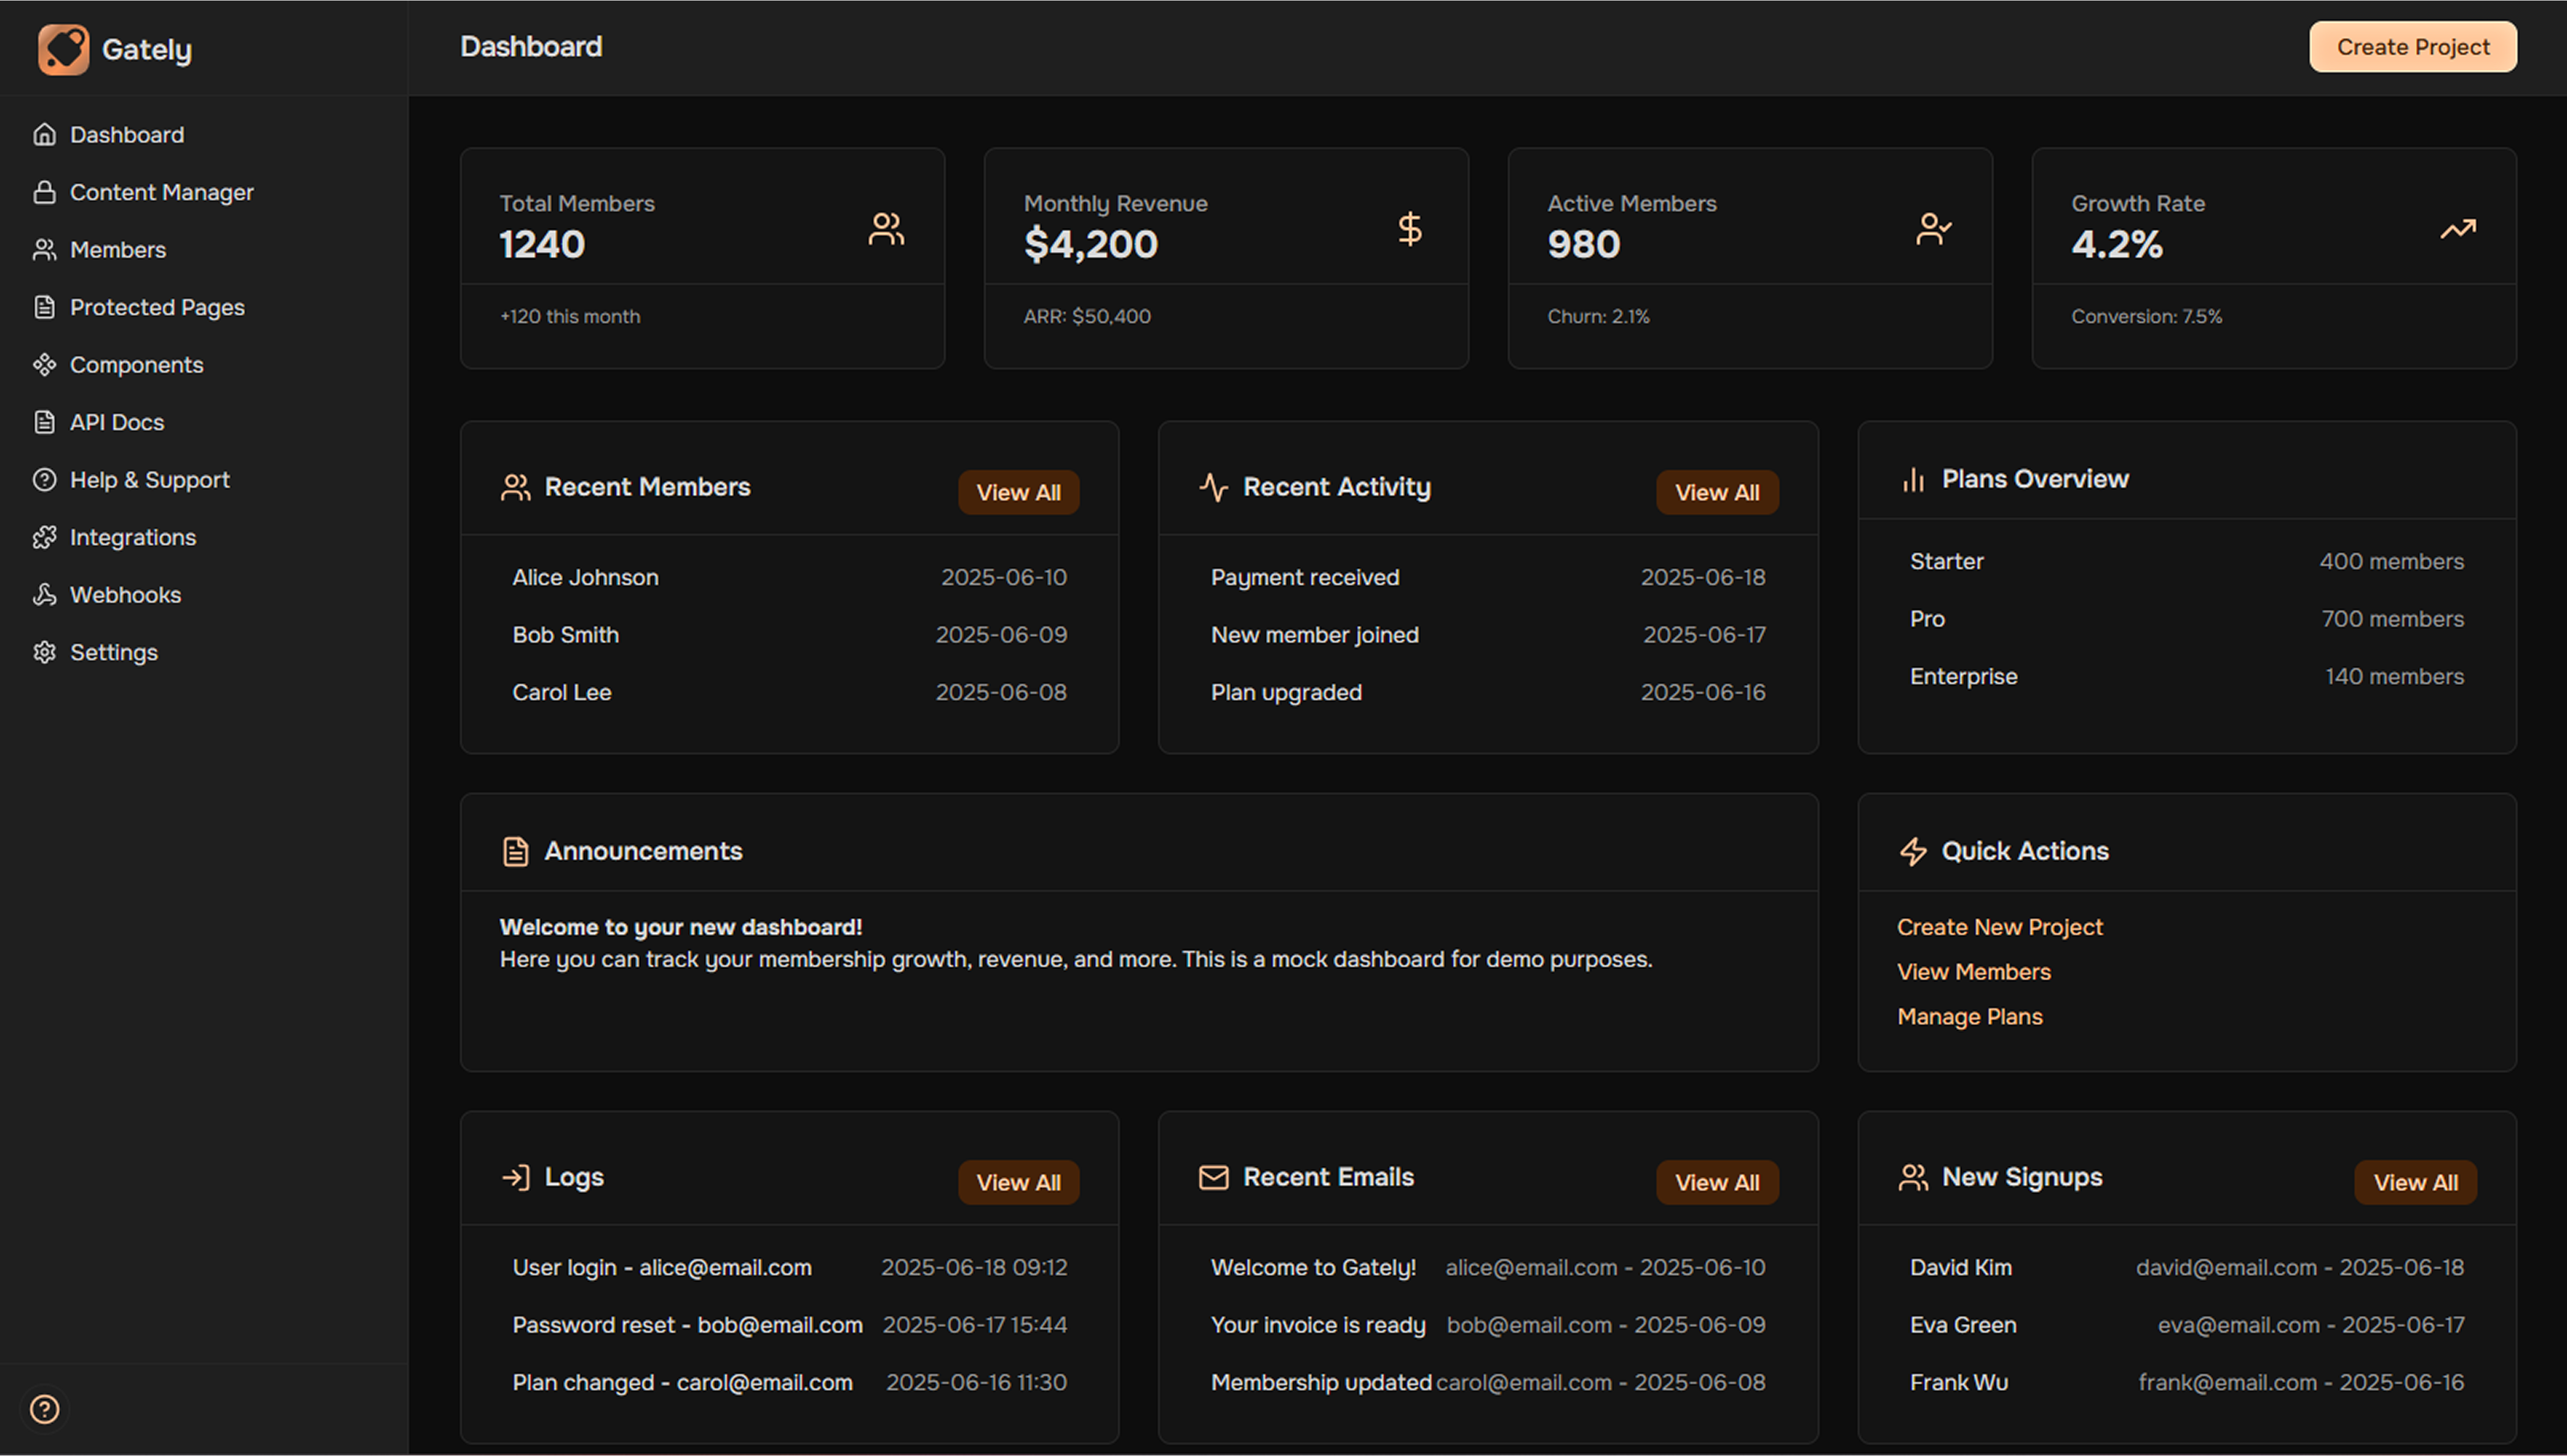 Gately
Dashboard
Create Project
Dashboard
Content Manager
Members
Protected Pages
Components
API Docs
Help & Support
Integrations
Webhooks
Settings
Total Members
1240
+120 this month
Monthly Revenue
$4,200
ARR: $50,400
Active Members
980
Churn: 2.1%
Growth Rate
4.2%
Conversion: 7.5%
Recent Members View All
Alice Johnson 2025-06-10
Bob Smith 2025-06-09
Carol Lee 2025-06-08
Recent Activity View All
Payment received 2025-06-18
New member joined 2025-06-17
Plan upgraded 2025-06-16
Plans Overview
Starter 400 members
Pro 700 members
Enterprise 140 members
Announcements
Welcome to your new dashboard!
Here you can track your membership growth, revenue, and more. This is a mock dashboard for demo purposes.
Quick Actions
Create New Project
View Members
Manage Plans
Logs View All
User login - alice@email.com 2025-06-18 09:12
Password reset - bob@email.com 2025-06-17 15:44
Plan changed - carol@email.com 2025-06-16 11:30
Recent Emails View All
Welcome to Gately! alice@email.com - 2025-06-10
Your invoice is ready bob@email.com - 2025-06-09
Membership updated carol@email.com - 2025-06-08
New Signups View All
David Kim david@email.com - 2025-06-18
Eva Green eva@email.com - 2025-06-17
Frank Wu frank@email.com - 2025-06-16